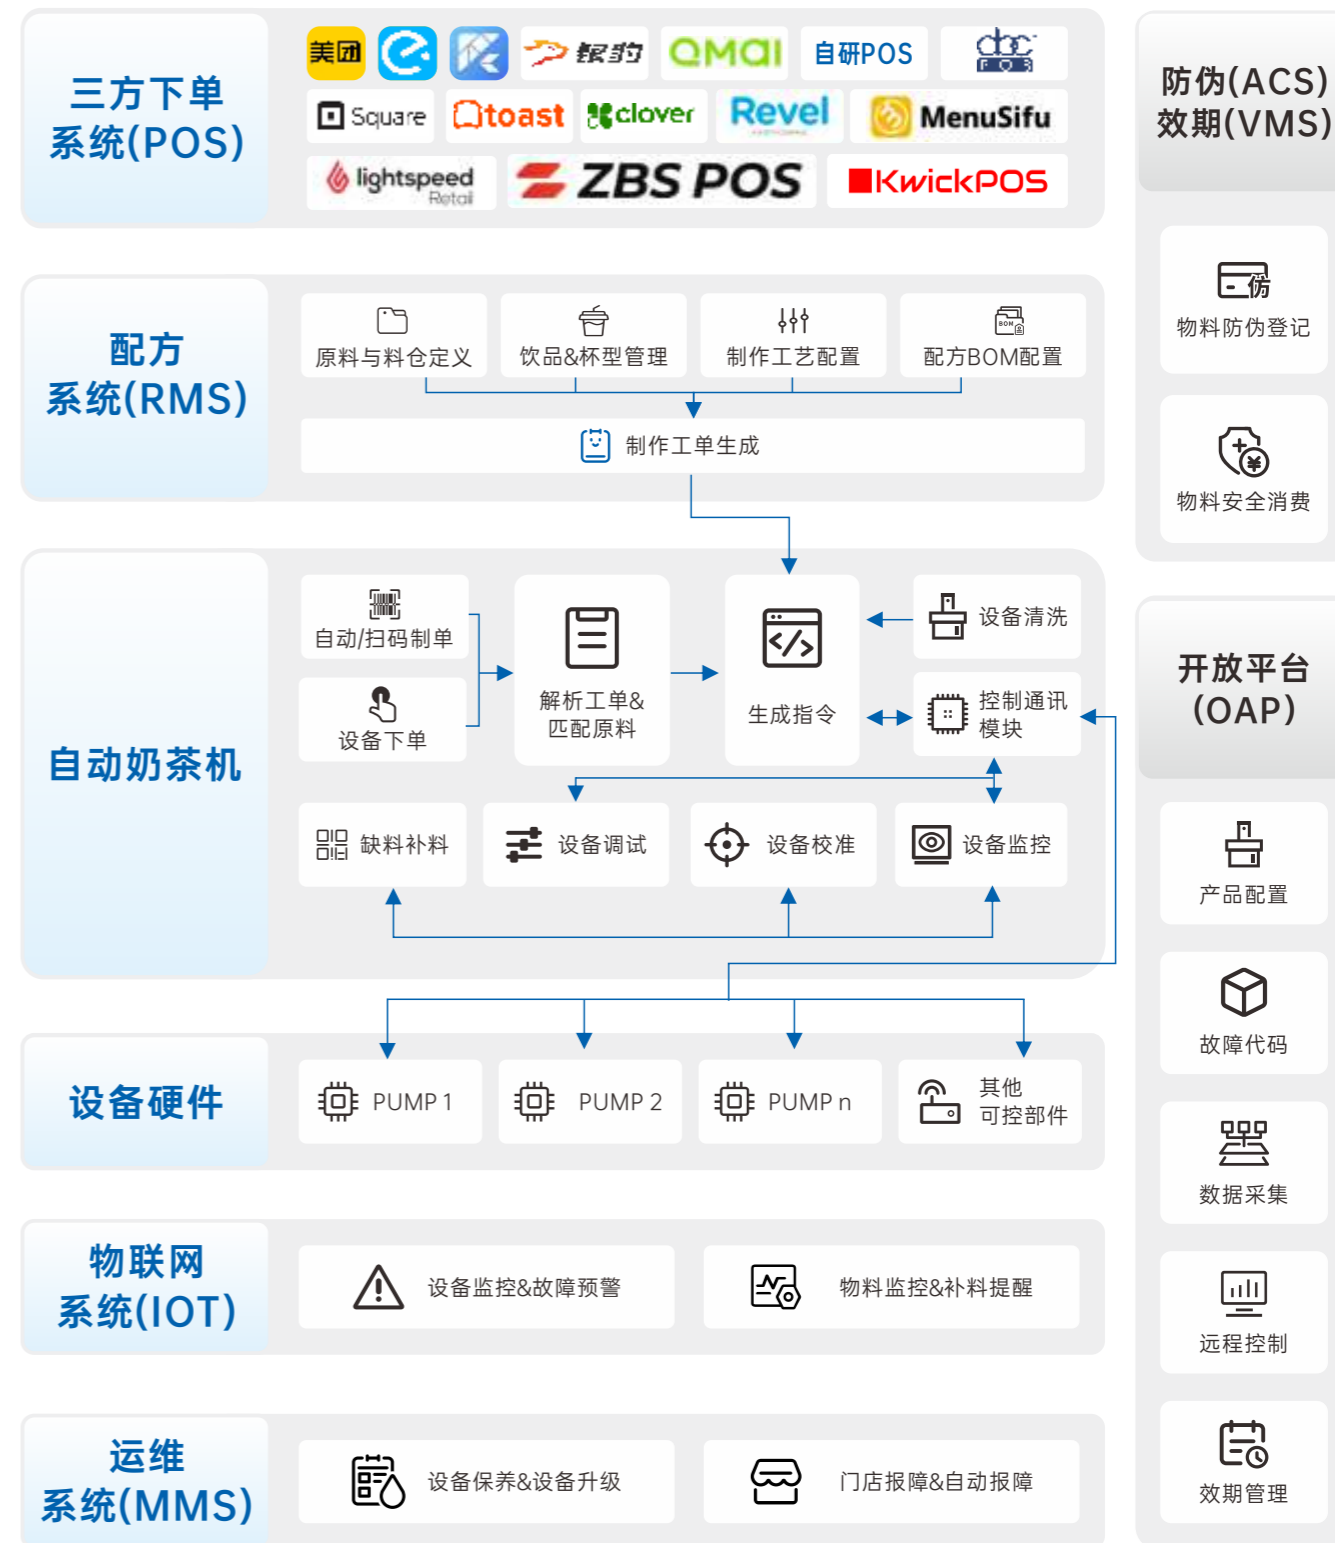 三方下单
系统(POS)
美团
银豹
QMAI
自研POS
Square
toast
clover
Revel
MenuSifu
lightspeed
Retail
ZBS POS
KwickPOS
配方
系统(RMS)
原料与料仓定义
饮品&杯型管理
制作工艺配置
BOM
配方BOM配置
制作工单生成
自动奶茶机
自动/扫码制单
设备下单
解析工单&
匹配原料
生成指令
设备清洗
控制通讯
模块
缺料补料
设备调试
设备校准
设备监控
设备硬件
PUMP 1
PUMP 2
PUMP n
其他
可控部件
物联网
系统(IOT)
设备监控&故障预警
物料监控&补料提醒
运维
系统(MMS)
设备保养&设备升级
门店报障&自动报障
防伪(ACS)
效期(VMS)
仿
物料防伪登记
物料安全消费
开放平台
(OAP)
产品配置
故障代码
数据采集
远程控制
效期管理